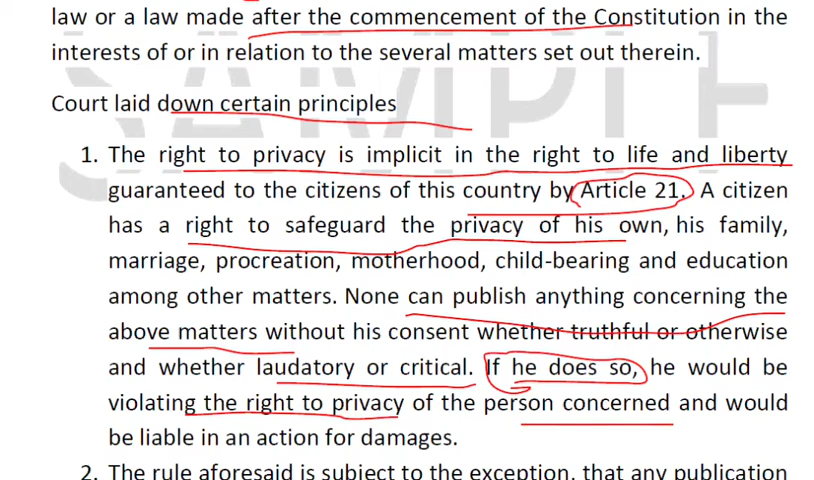 law or a law made after the commencement of the Constitution in the
interests of or in relation to the several matters set out therein.
Court laid down certain principles
1. The right to privacy is implicit in the right to life and liberty
guaranteed to the citizens of this country by Article 21. A citizen
has a right to safeguard the privacy of his own, his family,
marriage, procreation, motherhood, child-bearing and education
among other matters. None can publish anything concerning the
above matters without his consent whether truthful or otherwise
and whether laudatory or critical. If he does so, he would be
violating the right to privacy of the person concerned and would
be liable in an action for damages.
2. The rule aforesaid is subject to the exception, that any publication
SAMPLE